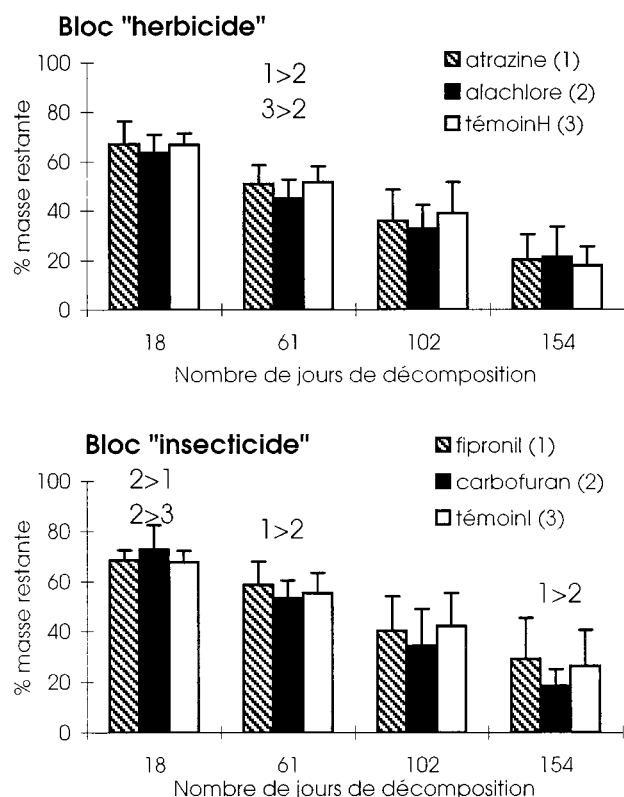 Bloc "herbicide"
100
80
60
40
20
0
% masse restante
1>2
3>2
atrazine (1)
alachlore (2)
témoinH (3)
18 61 102 154
Nombre de jours de décomposition
Bloc "insecticide"
100
80
60
40
20
0
% masse restante
2>1
2>3
1>2
1>2
fipronil (1)
carbofuran (2)
témoinI (3)
18 61 102 154
Nombre de jours de décomposition